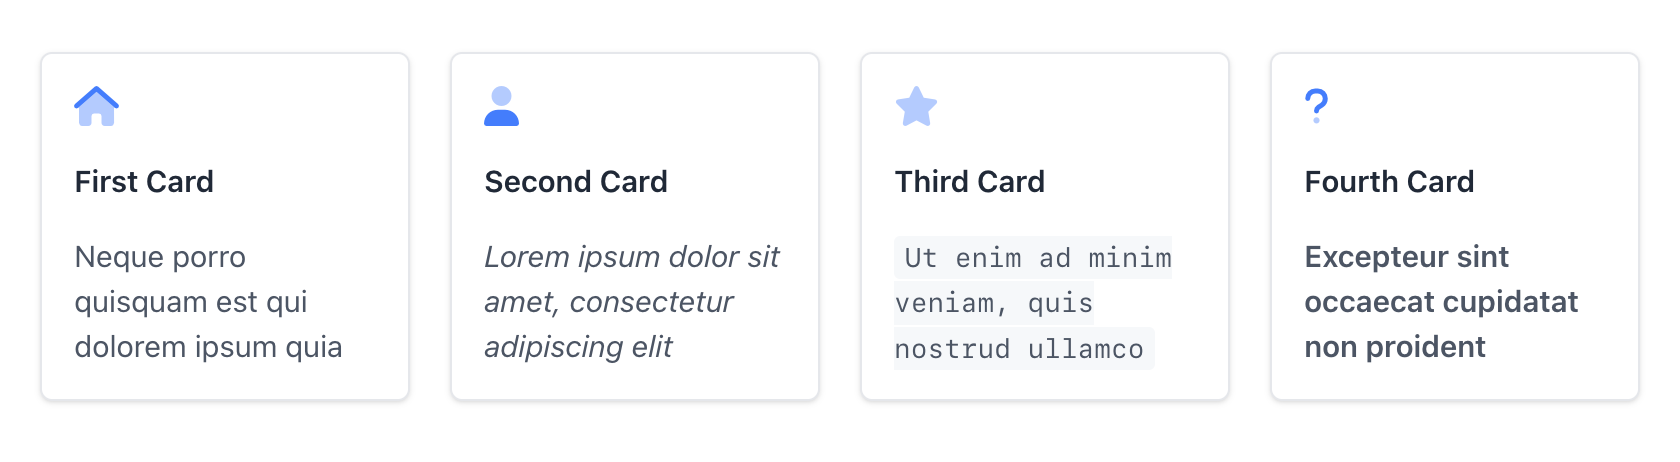 First Card
Neque porro
quisquam est qui
dolorem ipsum quia
Second Card
Lorem ipsum dolor sit
amet, consectetur
adipiscing elit
Third Card
Ut enim ad minim
veniam, quis
nostrud ullamco
Fourth Card
Excepteur sint
occaecat cupidatat
non proident